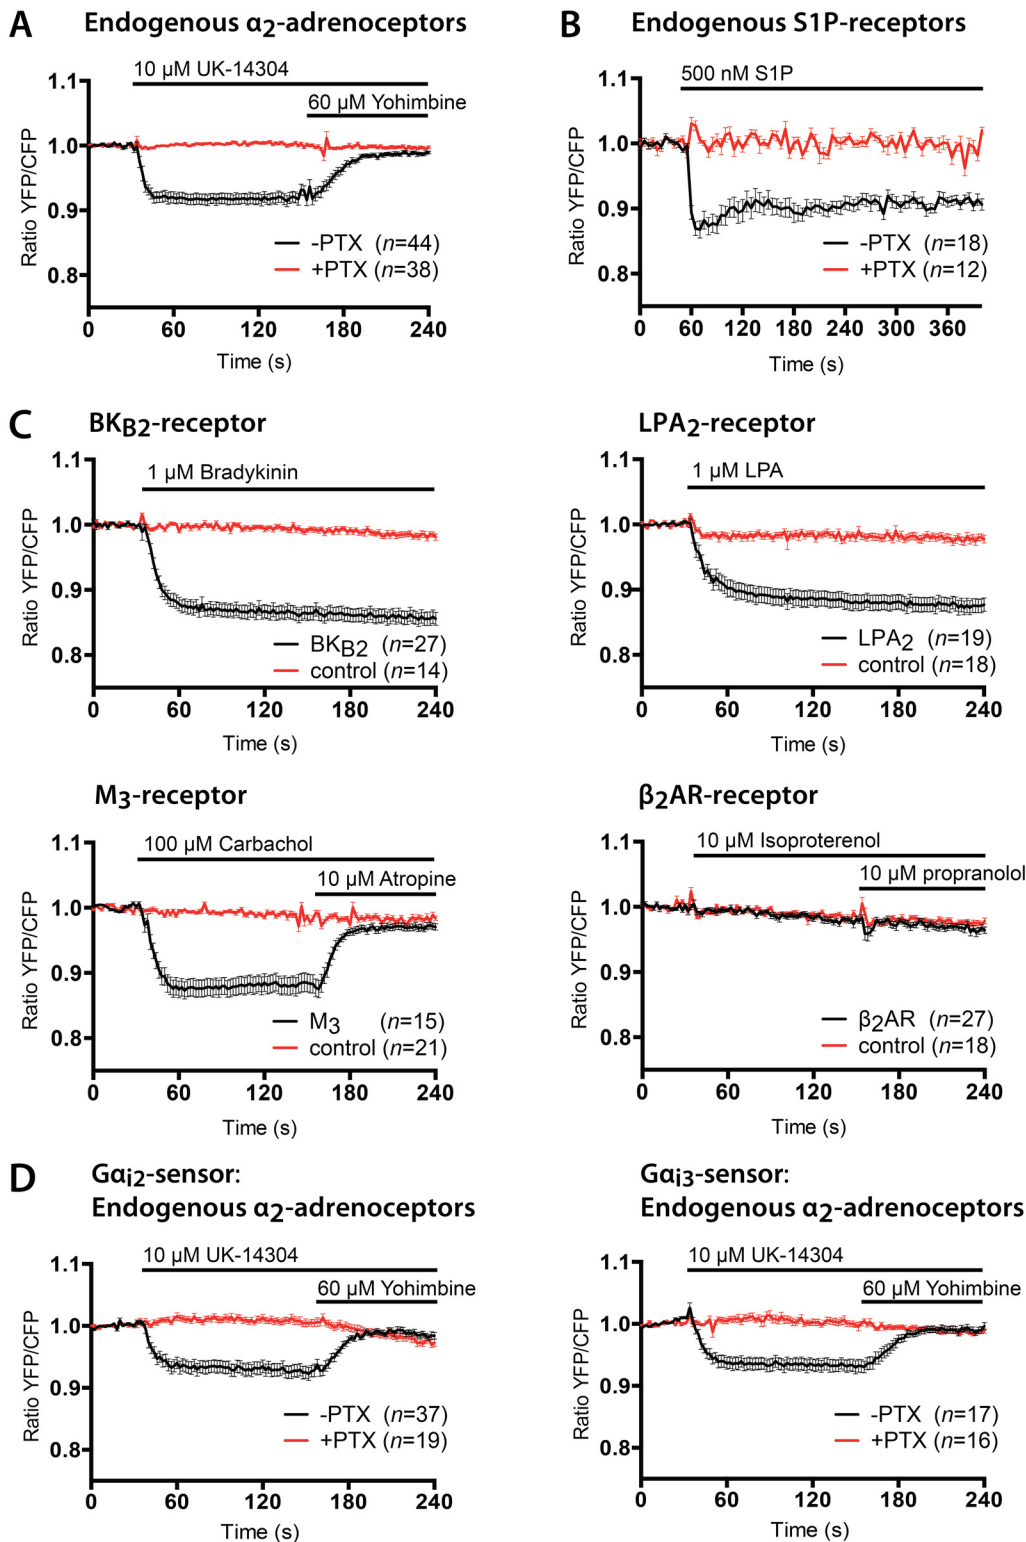 A
Endogenous α2-adrenoceptors
10 µM UK-14304
60 µM Yohimbine
1.1
1.0
0.9
0.8
Ratio YFP/CFP
-PTX (n=44)
+PTX (n=38)
0 60 120 180 240
Time (s)
B
Endogenous S1P-receptors
500 nM S1P
1.1
1.0
0.9
0.8
Ratio YFP/CFP
-PTX (n=18)
+PTX (n=12)
0 60 120 180 240 300 360
Time (s)
C
BKB2-receptor
1 µM Bradykinin
1.1
1.0
0.9
0.8
Ratio YFP/CFP
BKB2 (n=27)
control (n=14)
0 60 120 180 240
Time (s)
LPA2-receptor
1 µM LPA
1.1
1.0
0.9
0.8
Ratio YFP/CFP
LPA2 (n=19)
control (n=18)
0 60 120 180 240
Time (s)
M3-receptor
100 µM Carbachol
10 µM Atropine
1.1
1.0
0.9
0.8
Ratio YFP/CFP
M3 (n=15)
control (n=21)
0 60 120 180 240
Time (s)
β2AR-receptor
10 µM Isoproterenol
10 µM propranolol
1.1
1.0
0.9
0.8
Ratio YFP/CFP
β2AR (n=27)
control (n=18)
0 60 120 180 240
Time (s)
D
Gαi2-sensor:
Endogenous α2-adrenoceptors
10 µM UK-14304
60 µM Yohimbine
1.1
1.0
0.9
0.8
Ratio YFP/CFP
-PTX (n=37)
+PTX (n=19)
0 60 120 180 240
Time (s)
Gαi3-sensor:
Endogenous α2-adrenoceptors
10 µM UK-14304
60 µM Yohimbine
1.1
1.0
0.9
0.8
Ratio YFP/CFP
-PTX (n=17)
+PTX (n=16)
0 60 120 180 240
Time (s)